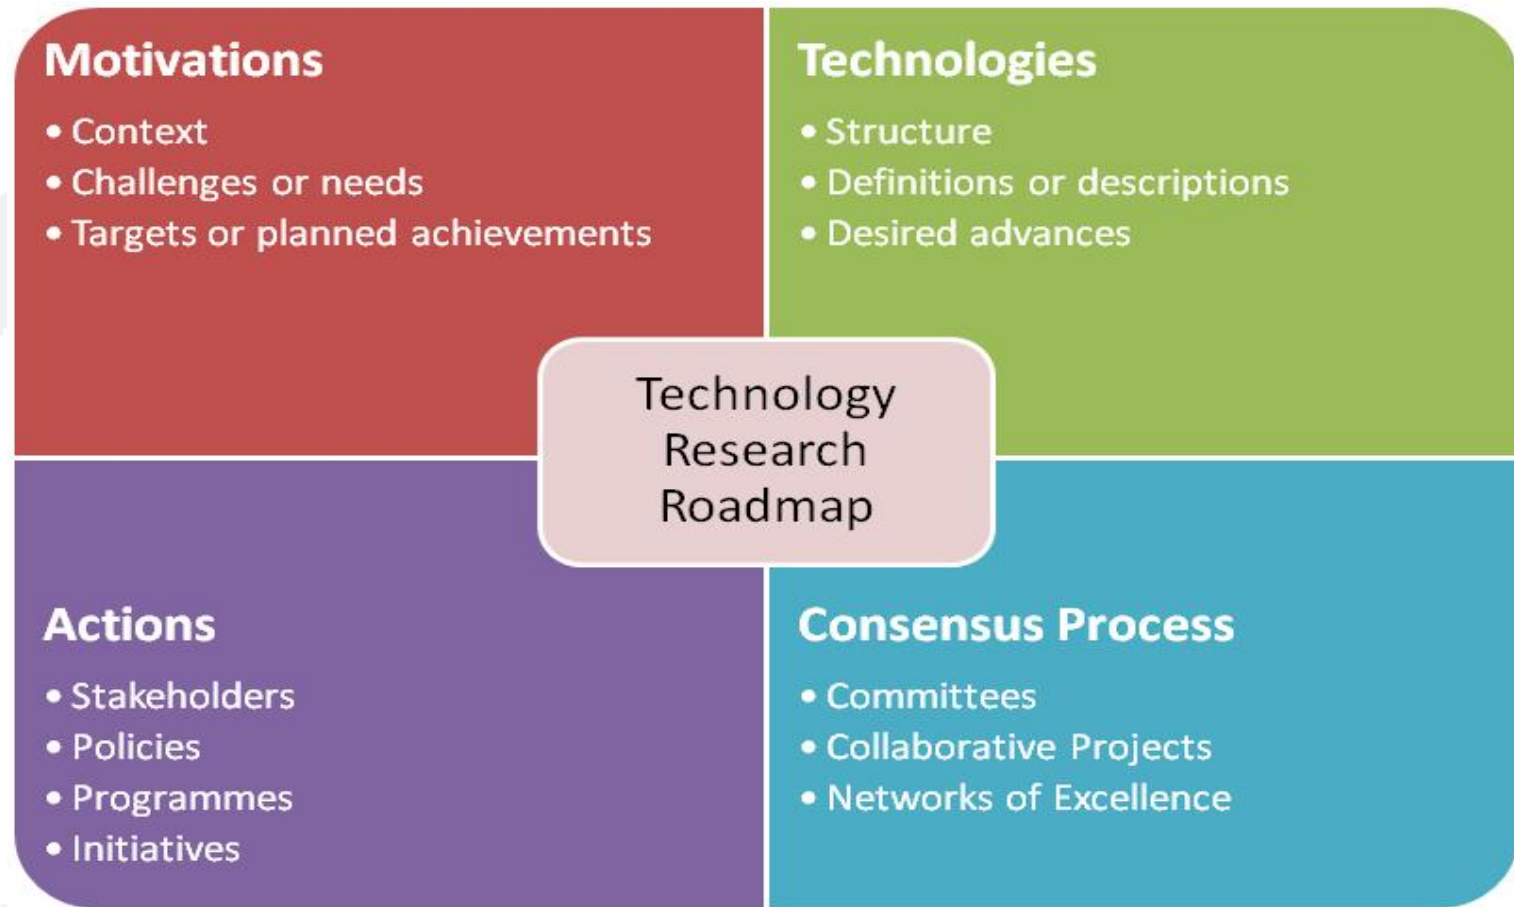 Motivations
• Context
• Challenges or needs
• Targets or planned achievements
Technologies
• Structure
• Definitions or descriptions
• Desired advances
Technology
Research
Roadmap
Actions
• Stakeholders
• Policies
• Programmes
• Initiatives
Consensus Process
• Committees
• Collaborative Projects
• Networks of Excellence